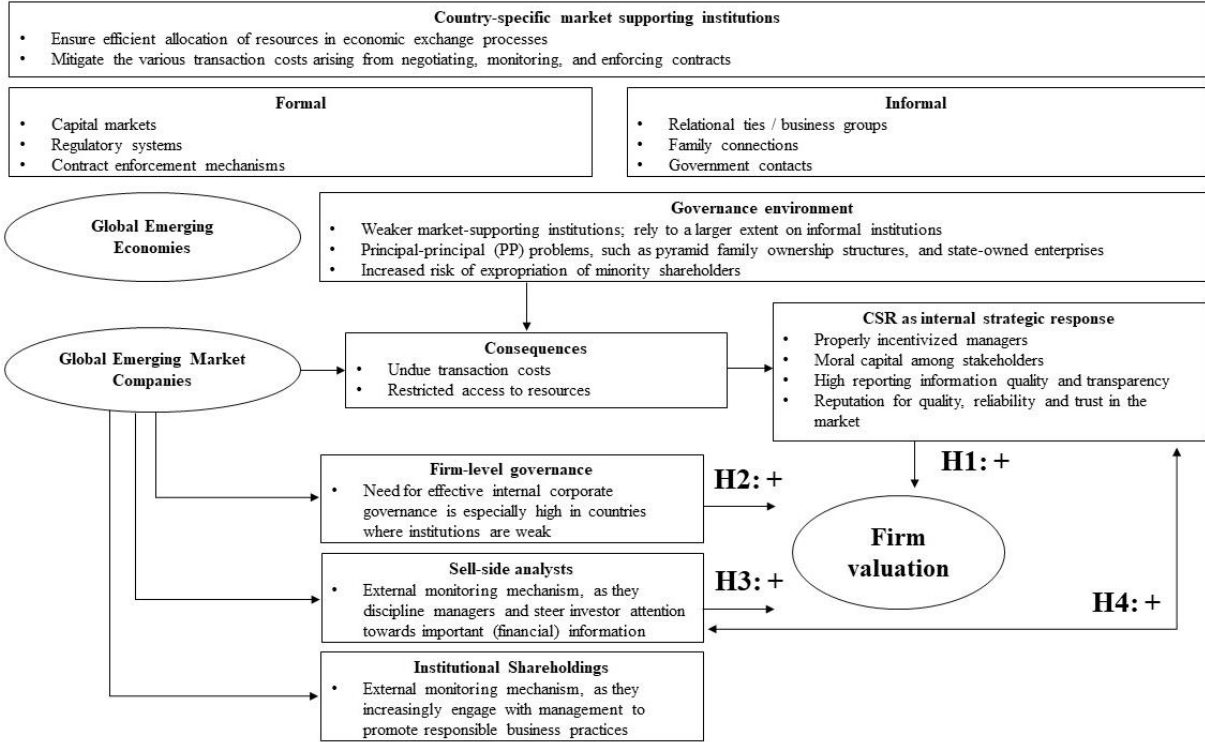 Country-specific market supporting institutions
• Ensure efficient allocation of resources in economic exchange processes
• Mitigate the various transaction costs arising from negotiating, monitoring, and enforcing contracts
Formal
• Capital markets
• Regulatory systems
• Contract enforcement mechanisms
Informal
• Relational ties / business groups
• Family connections
• Government contacts
Global Emerging
Economies
Governance environment
• Weaker market-supporting institutions; rely to a larger extent on informal institutions
• Principal-principal (PP) problems, such as pyramid family ownership structures, and state-owned enterprises
• Increased risk of expropriation of minority shareholders
Global Emerging Market
Companies
Consequences
• Undue transaction costs
• Restricted access to resources
CSR as internal strategic response
• Properly incentivized managers
• Moral capital among stakeholders
• High reporting information quality and transparency
• Reputation for quality, reliability and trust in the
market
H1: +
Firm-level governance
• Need for effective internal corporate
governance is especially high in countries
where institutions are weak
H2: +
Firm
valuation
Sell-side analysts
• External monitoring mechanism, as they
discipline managers and steer investor attention
towards important (financial) information
H3: +
H4: +
Institutional Shareholdings
• External monitoring mechanism, as they
increasingly engage with management to
promote responsible business practices